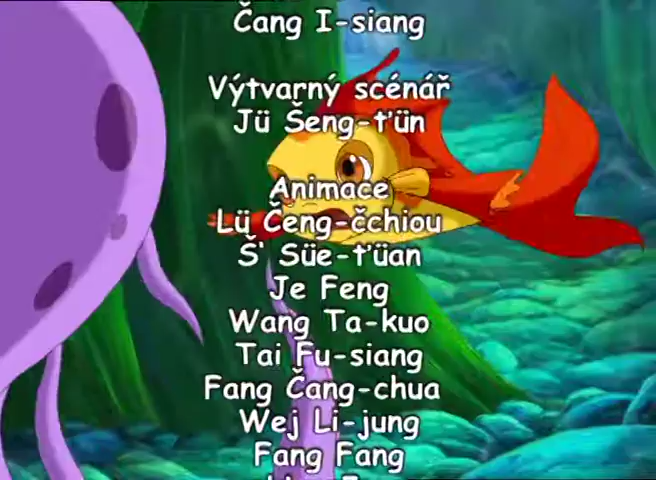 Čang I-siang
Výtvarný scénář
Jü Šeng-ťün
Animace
Lü Čeng-čchiou
Š' Süe-ťüan
Je Feng
Wang Ta-kuo
Tai Fu-siang
Fang Čang-chua
Wej Li-jung
Fang Fang